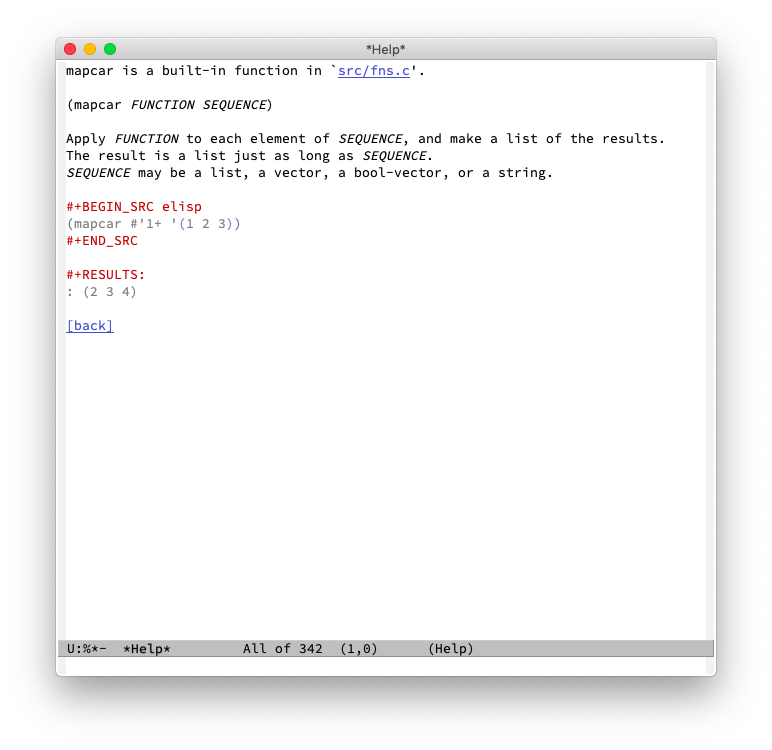 *Help*
mapcar is a built-in function in `src/fns.c'.
(mapcar FUNCTION SEQUENCE)
Apply FUNCTION to each element of SEQUENCE, and make a list of the results.
The result is a list just as long as SEQUENCE.
SEQUENCE may be a list, a vector, a bool-vector, or a string.
#+BEGIN_SRC elisp
(mapcar #'1+ '(1 2 3))
#+END_SRC
#+RESULTS:
: (2 3 4)
[back]
U:%*-  *Help*         All of 342  (1,0)      (Help)